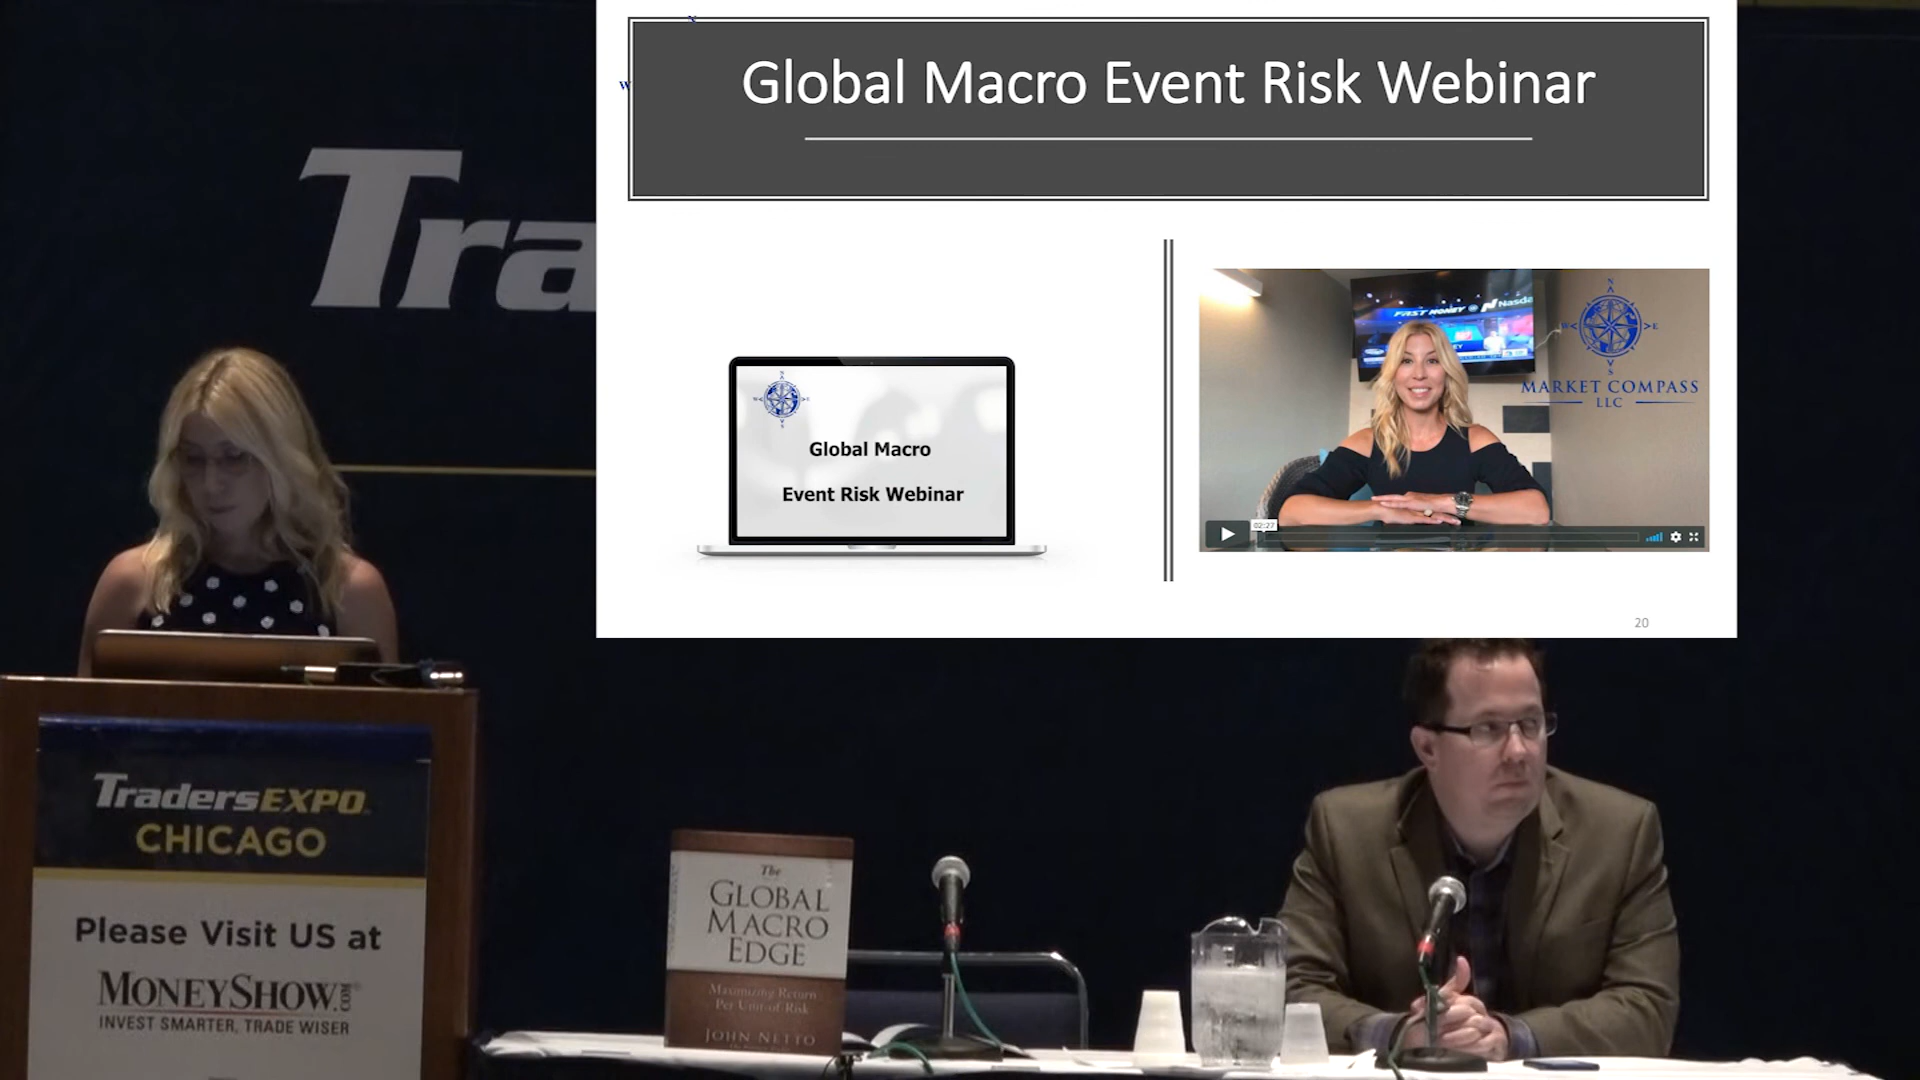 Global Macro Event Risk Webinar
N
W
Tra
FAST MONEY
Nasda
N
W E
S
MARKET COMPASS
LLC
N
W E
S
Global Macro
Event Risk Webinar
02:27
20
TradersEXPO
CHICAGO
Please Visit US at
MONEYSHOW.COM
INVEST SMARTER, TRADE WISER
The
GLOBAL
MACRO
EDGE
Maximizing Return
Per Unit-of-Risk
JOHN NETTO